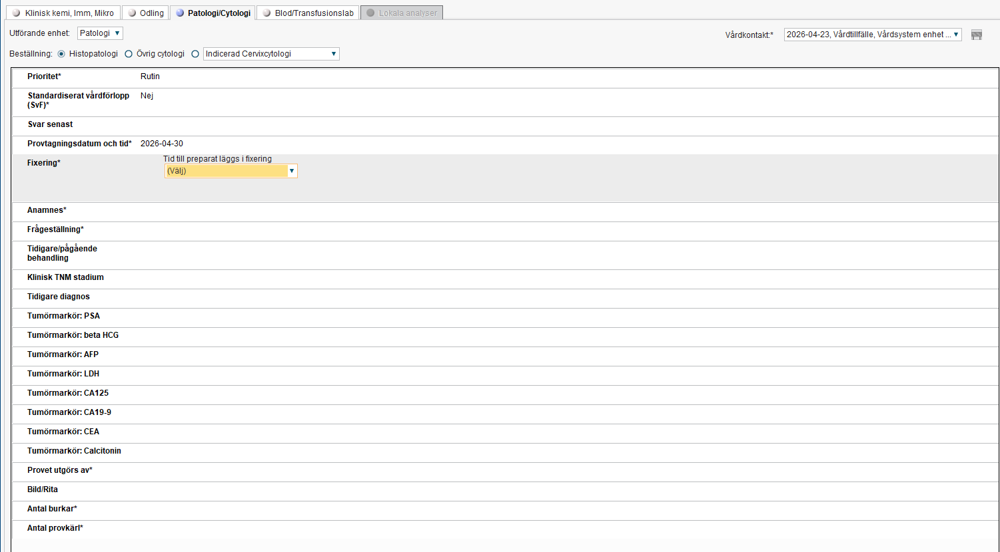 Klinisk kemi, Imm, Mikro
Odling
Patologi/Cytologi
Blod/Transfusionslab
Lokala analyser
Utförande enhet:
Patologi
Vårdkontakt:*
2026-04-23, Vårdtillfälle, Vårdsystem enhet ...
Beställning:
Histopatologi
Övrig cytologi
Indicerad Cervixcytologi
Prioritet*
Rutin
Standardiserat vårdförlopp
(SvF)*
Nej
Svar senast
Provtagningsdatum och tid*
2026-04-30
Fixering*
Tid till preparat läggs i fixering
(Välj)
Anamnes*
Frågeställning*
Tidigare/pågående
behandling
Klinisk TNM stadium
Tidigare diagnos
Tumörmarkör: PSA
Tumörmarkör: beta HCG
Tumörmarkör: AFP
Tumörmarkör: LDH
Tumörmarkör: CA125
Tumörmarkör: CA19-9
Tumörmarkör: CEA
Tumörmarkör: Calcitonin
Provet utgörs av*
Bild/Rita
Antal burkar*
Antal provkärl*